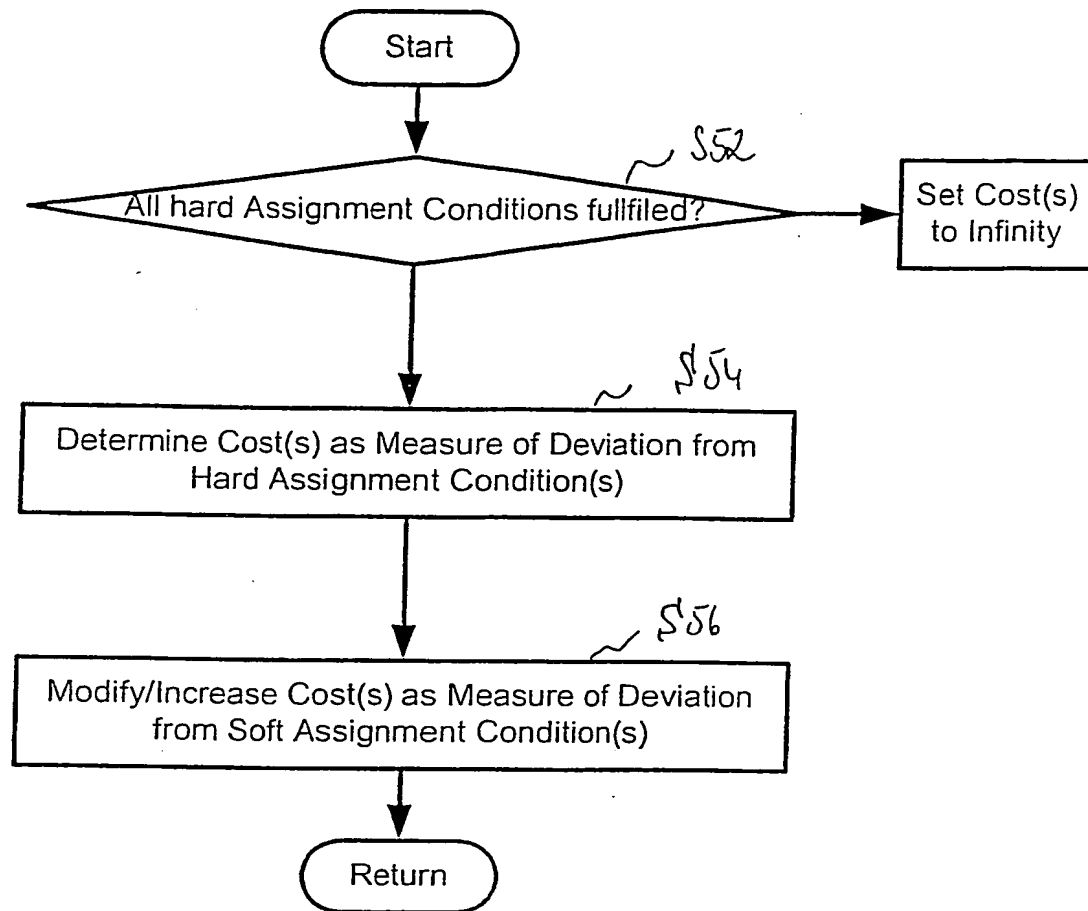 Start
S52
All hard Assignment Conditions fullfiled?
Set Cost(s)
to Infinity
S54
Determine Cost(s) as Measure of Deviation from
Hard Assignment Condition(s)
S56
Modify/Increase Cost(s) as Measure of Deviation
from Soft Assignment Condition(s)
Return